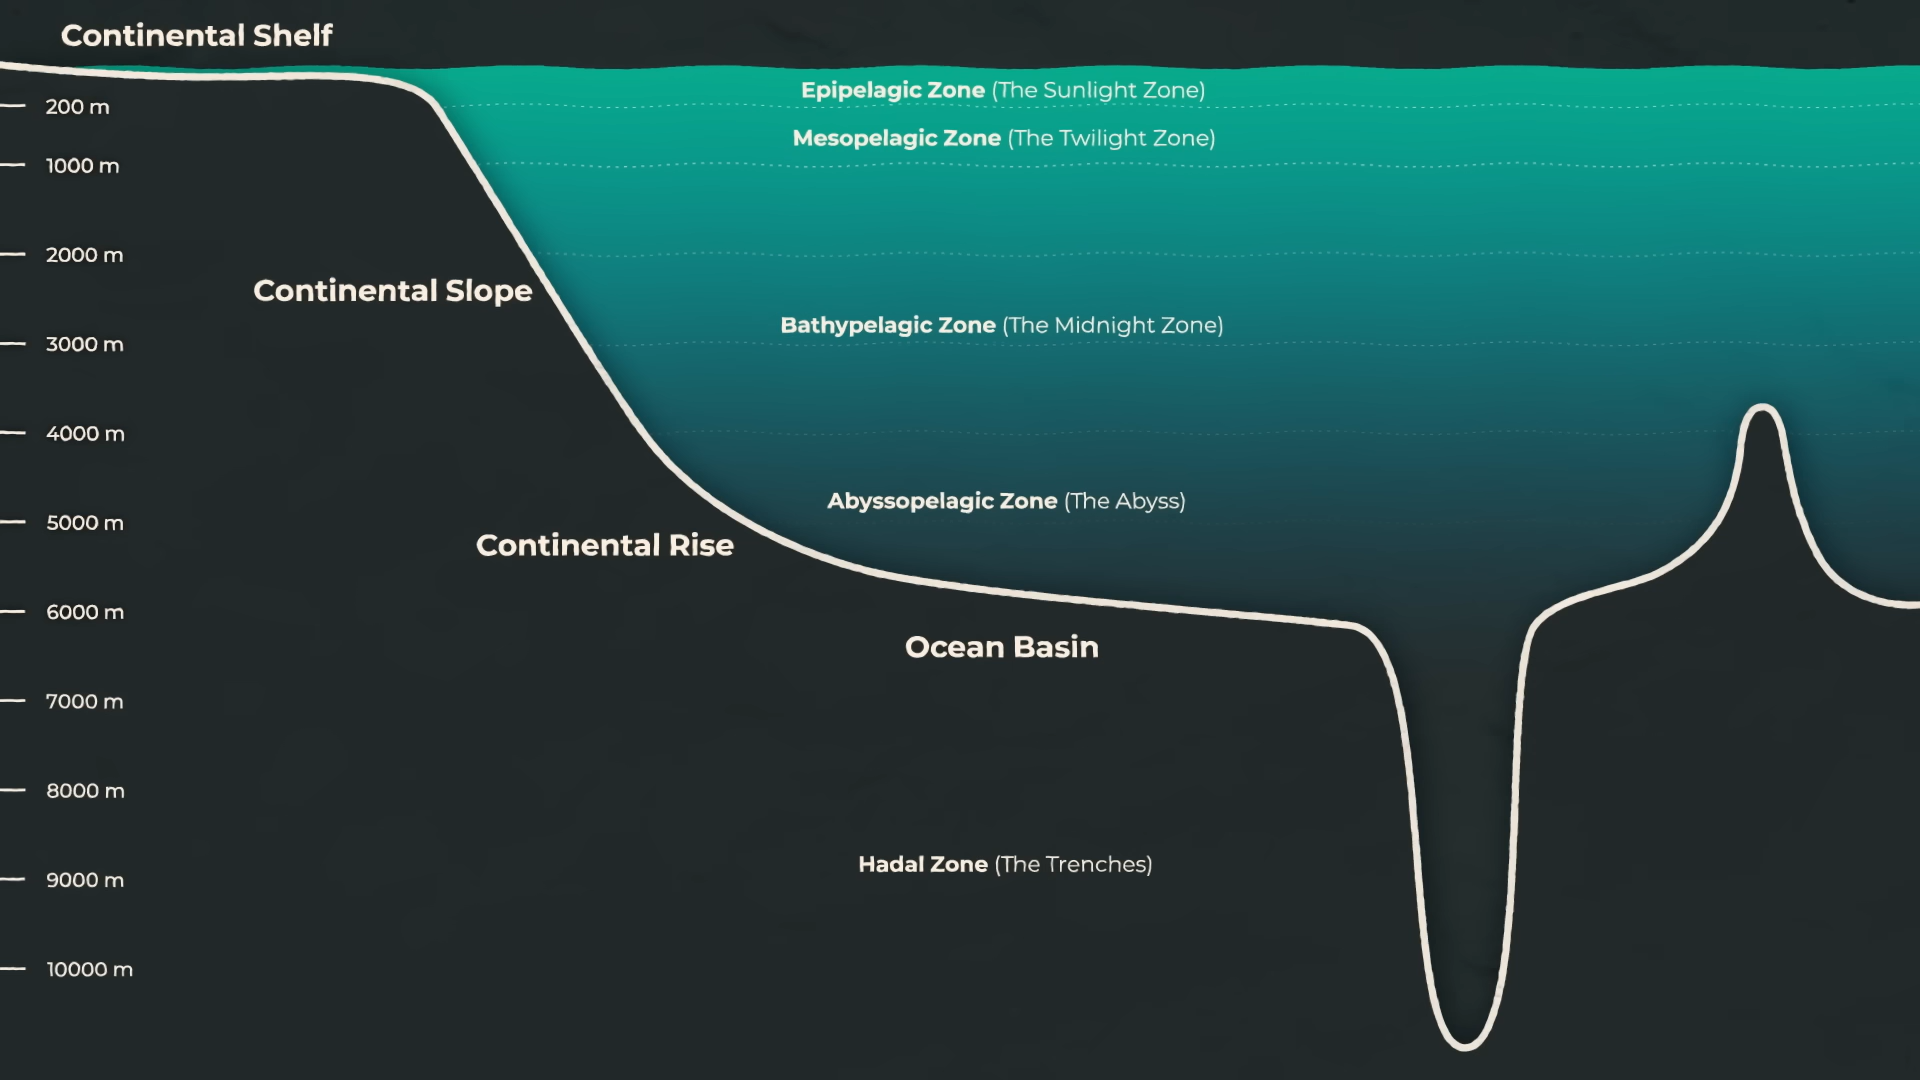 Continental Shelf
Epipelagic Zone (The Sunlight Zone)
200 m
Mesopelagic Zone (The Twilight Zone)
1000 m
2000 m
Continental Slope
Bathypelagic Zone (The Midnight Zone)
3000 m
4000 m
Abyssopelagic Zone (The Abyss)
5000 m
Continental Rise
6000 m
Ocean Basin
7000 m
8000 m
Hadal Zone (The Trenches)
9000 m
10000 m